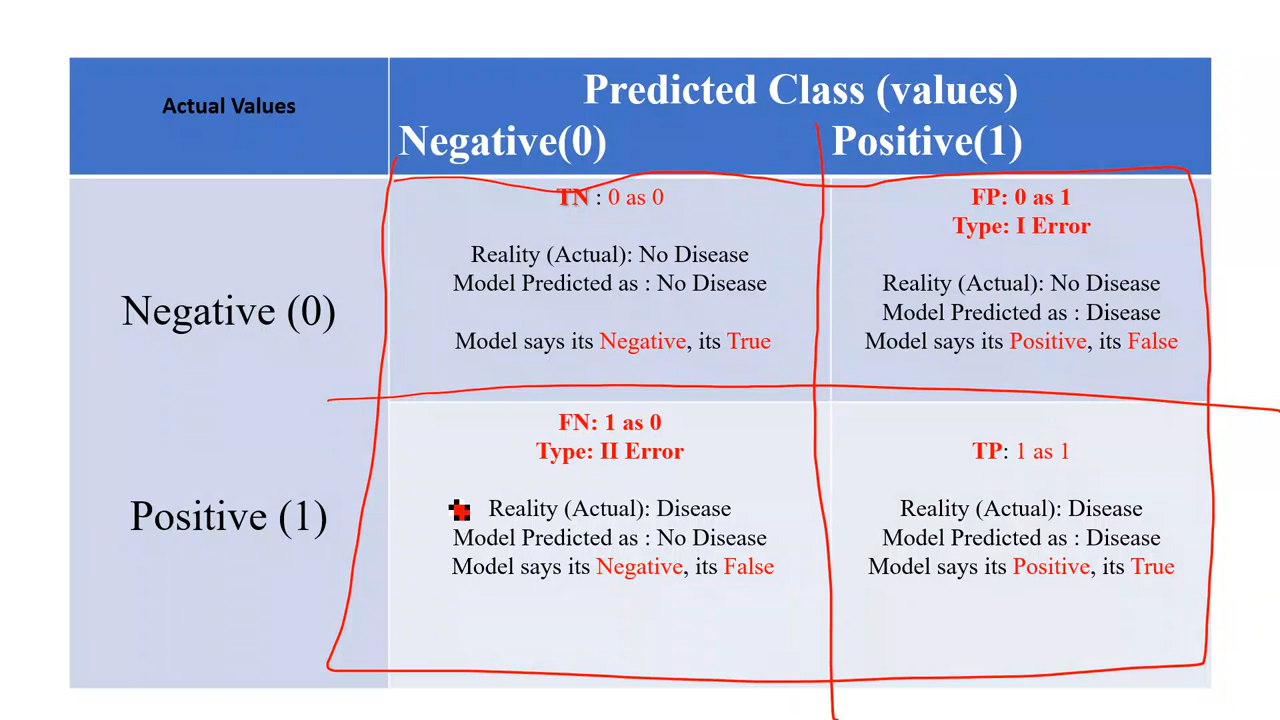 Actual Values
Predicted Class (values)
Negative(0)
Positive(1)
Negative (0)
TN : 0 as 0
Reality (Actual): No Disease
Model Predicted as : No Disease
Model says its Negative, its True
FP: 0 as 1
Type: I Error
Reality (Actual): No Disease
Model Predicted as : Disease
Model says its Positive, its False
Positive (1)
FN: 1 as 0
Type: II Error
Reality (Actual): Disease
Model Predicted as : No Disease
Model says its Negative, its False
TP: 1 as 1
Reality (Actual): Disease
Model Predicted as : Disease
Model says its Positive, its True